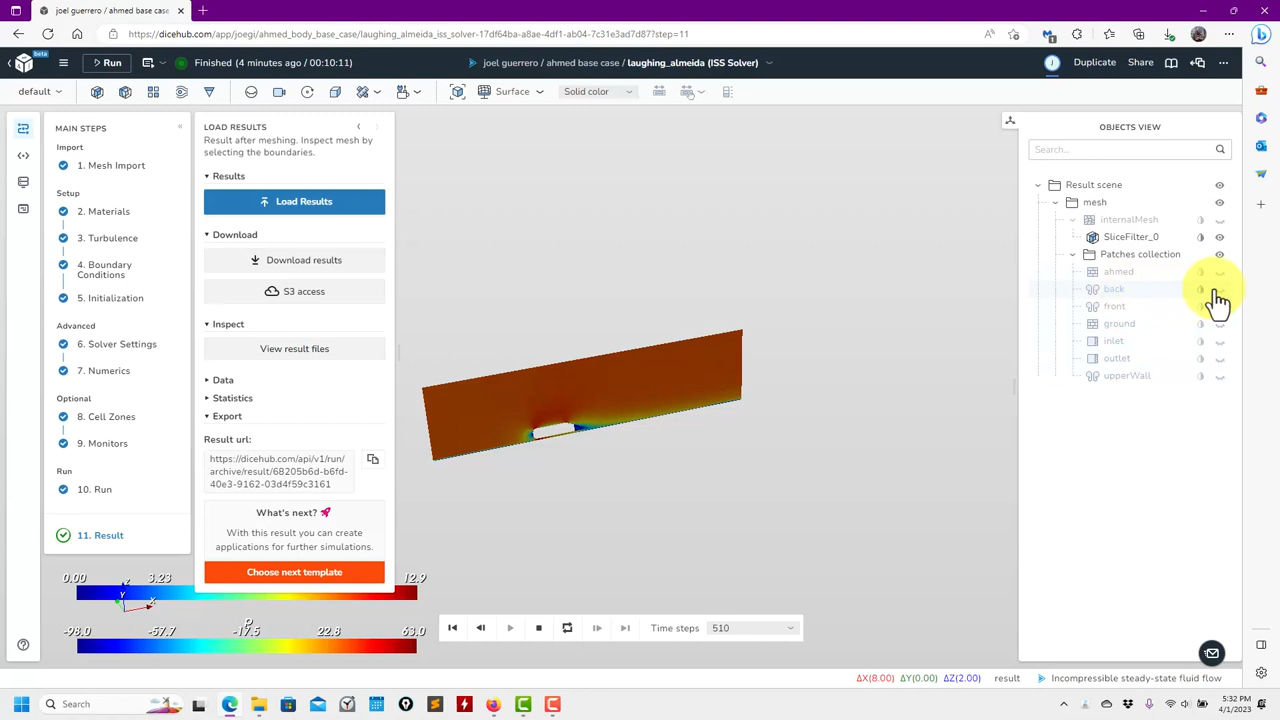 joel guerrero / ahmed base case
https://dicehub.com/app/joegi/ahmed_body_base_case/laughing_almeida_iss_solver-17df64ba-a8ae-4df1-ab04-7c31e3ad7d87?step=11
beta
Run
Finished (4 minutes ago) (00:10:11)
joel guerrero / ahmed base case / laughing_almeida (ISS Solver)
J
Duplicate
Share
default
Surface
Solid color
MAIN STEPS
Import
1. Mesh Import
Setup
2. Materials
3. Turbulence
4. Boundary
Conditions
5. Initialization
Advanced
6. Solver Settings
7. Numerics
Optional
8. Cell Zones
9. Monitors
Run
10. Run
11. Result
LOAD RESULTS
Result after meshing. Inspect mesh by
selecting the boundaries.
Results
Load Results
Download
Download results
S3 access
Inspect
View result files
Data
Statistics
Export
Result url:
https://dicehub.com/api/v1/run/
archive/result/68205b6d-b6fd-
40e3-9162-03d4f59c3161
What's next?
With this result you can create
applications for further simulations.
Choose next template
OBJECTS VIEW
Search...
Result scene
mesh
internalMesh
SliceFilter_0
Patches collection
ahmed
back
front
ground
inlet
outlet
upperWall
0.00 3.23 12.9
Z
Y
X
p
-98.0 -57.7 -17.5 22.8 63.0
Time steps 510
ΔX(8.00) ΔY(0.00) ΔZ(2.00) result Incompressible steady-state fluid flow
Search
5:32 PM
4/1/2023